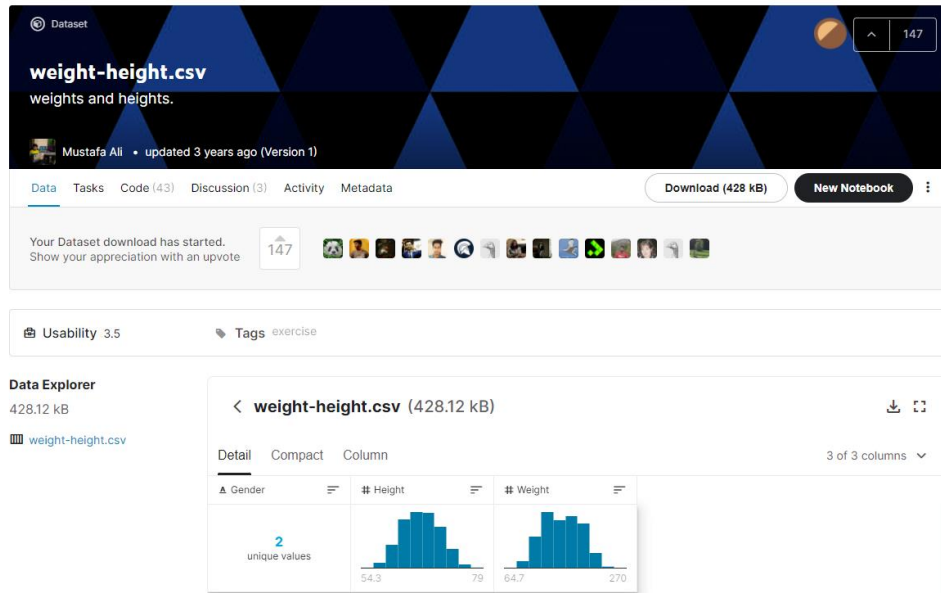 Dataset
147
weight-height.csv
weights and heights.
Mustafa Ali • updated 3 years ago (Version 1)
Data Tasks Code (43) Discussion (3) Activity Metadata Download (428 kB) New Notebook
Your Dataset download has started.
Show your appreciation with an upvote
147
Usability 3.5 Tags exercise
Data Explorer
428.12 kB
weight-height.csv
weight-height.csv (428.12 kB)
Detail Compact Column 3 of 3 columns
A Gender # Height # Weight
2
unique values
54.3 79 64.7 270